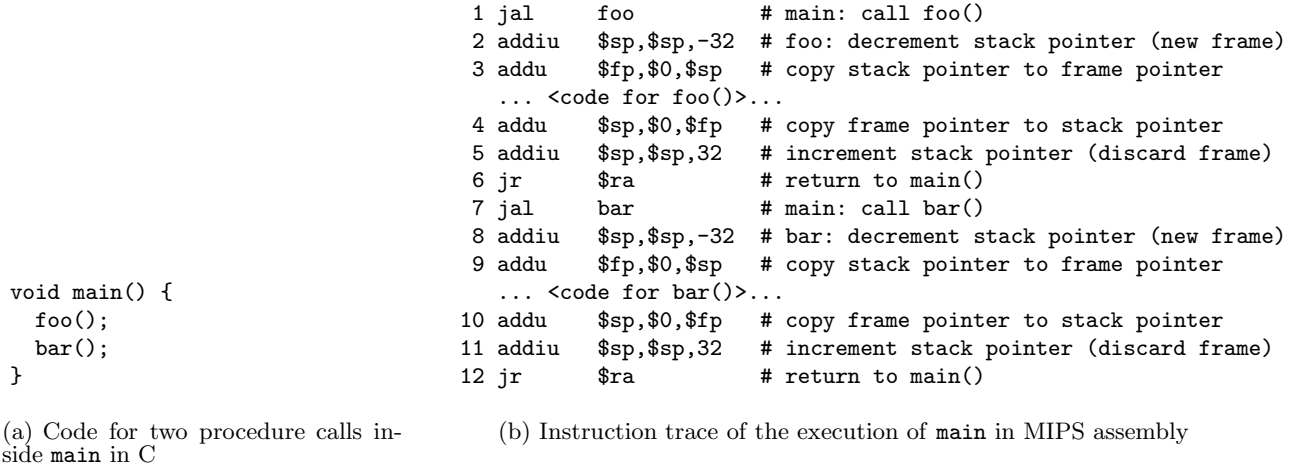 void main() {
  foo();
  bar();
}
(a) Code for two procedure calls in-
side main in C
1 jal foo # main: call foo()
2 addiu $sp,$sp,-32 # foo: decrement stack pointer (new frame)
3 addu $fp,$0,$sp # copy stack pointer to frame pointer
... <code for foo()>...
4 addu $sp,$0,$fp # copy frame pointer to stack pointer
5 addiu $sp,$sp,32 # increment stack pointer (discard frame)
6 jr $ra # return to main()
7 jal bar # main: call bar()
8 addiu $sp,$sp,-32 # bar: decrement stack pointer (new frame)
9 addu $fp,$0,$sp # copy stack pointer to frame pointer
... <code for bar()>...
10 addu $sp,$0,$fp # copy frame pointer to stack pointer
11 addiu $sp,$sp,32 # increment stack pointer (discard frame)
12 jr $ra # return to main()
(b) Instruction trace of the execution of main in MIPS assembly